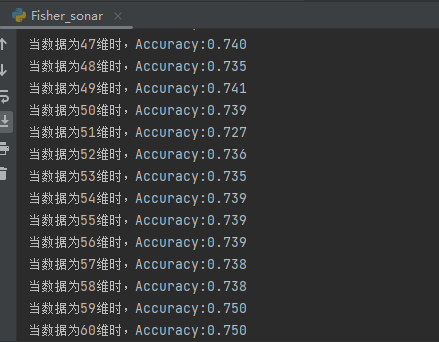 Fisher_sonar
当数据为47维时，Accuracy:0.740
当数据为48维时，Accuracy:0.735
当数据为49维时，Accuracy:0.741
当数据为50维时，Accuracy:0.739
当数据为51维时，Accuracy:0.727
当数据为52维时，Accuracy:0.736
当数据为53维时，Accuracy:0.735
当数据为54维时，Accuracy:0.739
当数据为55维时，Accuracy:0.739
当数据为56维时，Accuracy:0.739
当数据为57维时，Accuracy:0.738
当数据为58维时，Accuracy:0.738
当数据为59维时，Accuracy:0.750
当数据为60维时，Accuracy:0.750